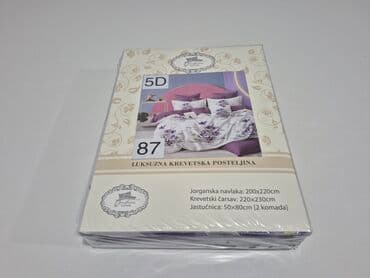 5D
87
LUKSUZNA KREVETSKA POSTELJINA
Jorganska navlaka: 200x220cm
Krevetski čaršav: 220x230cm
Jastučnica: 50x80cm [2 komada]